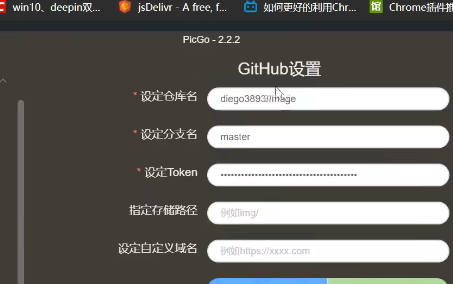 win10、deepin双...
jsDelivr - A free, f...
如何更好的利用Chr...
Chrome插件推
PicGo - 2.2.2
GitHub设置
* 设定仓库名
* 设定分支名
master
* 设定Token
指定存储路径
例如img/
设定自定义域名
例如https://xxxx.com